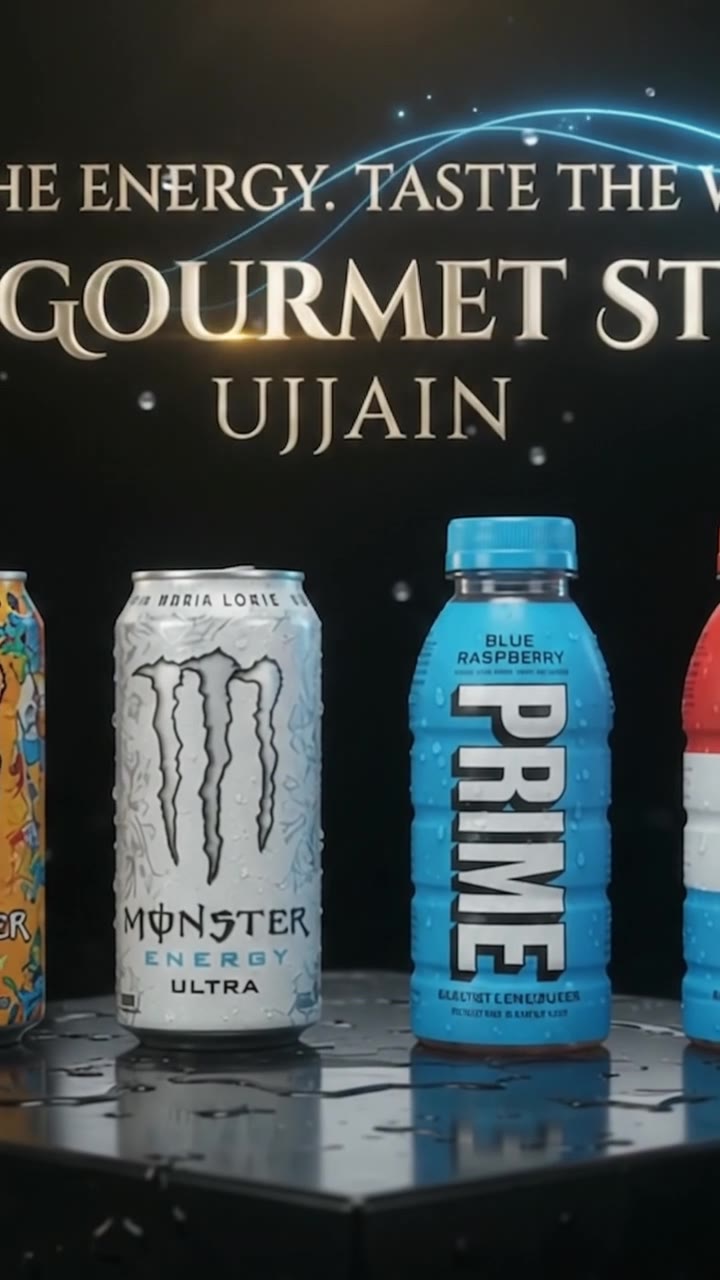 HE ENERGY. TASTE THE
GOURMET ST
UJJAIN
MONSTER
ENERGY
ULTRA
BLUE
RASPBERRY
PRIME
ER